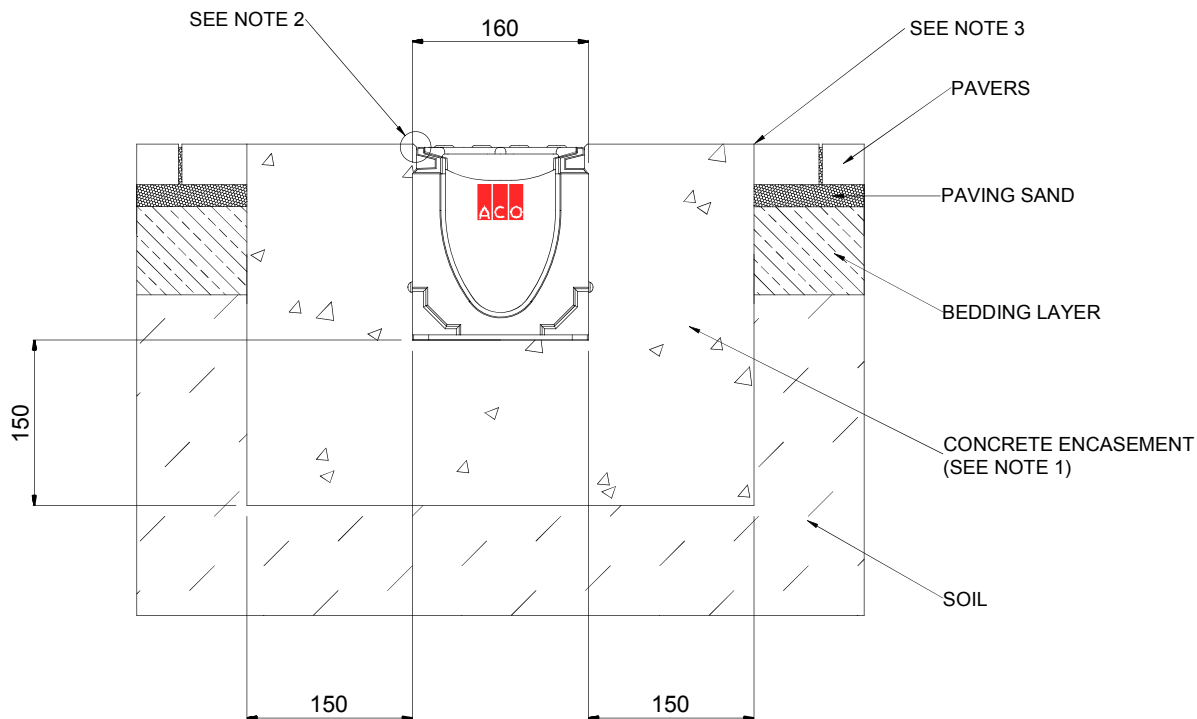 SEE NOTE 2
160
SEE NOTE 3
PAVERS
ACO
PAVING SAND
BEDDING LAYER
150
CONCRETE ENCASEMENT
(SEE NOTE 1)
SOIL
150
150